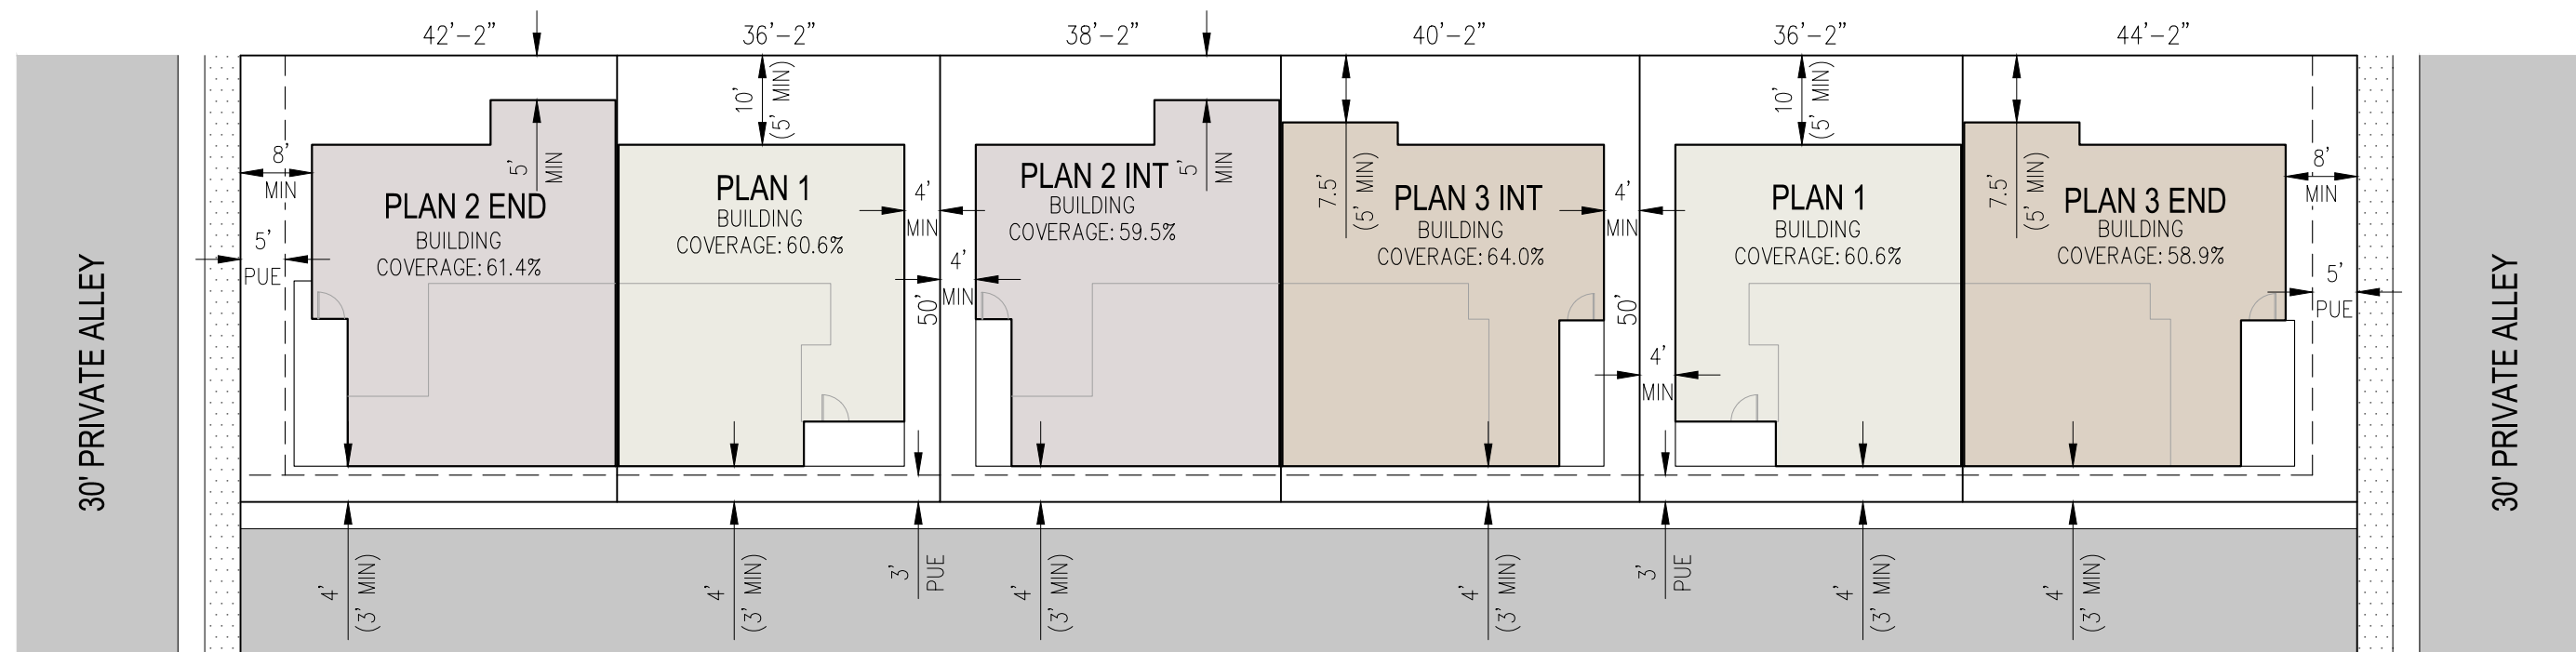 42'-2"
36'-2"
38'-2"
40'-2"
36'-2"
44'-2"
10'
(5' MIN)
10'
(5' MIN)
5'
MIN
5'
MIN
7.5'
(5' MIN)
7.5'
(5' MIN)
8'
MIN
8'
MIN
PLAN 2 END
BUILDING
COVERAGE: 61.4%
PLAN 1
BUILDING
COVERAGE: 60.6%
PLAN 2 INT
BUILDING
COVERAGE: 59.5%
PLAN 3 INT
BUILDING
COVERAGE: 64.0%
PLAN 1
BUILDING
COVERAGE: 60.6%
PLAN 3 END
BUILDING
COVERAGE: 58.9%
4'
MIN
4'
MIN
5'
PUE
4'
MIN
5'
PUE
50'
50'
4'
MIN
30' PRIVATE ALLEY
30' PRIVATE ALLEY
4'
(3' MIN)
4'
(3' MIN)
3'
PUE
4'
(3' MIN)
4'
(3' MIN)
3'
PUE
4'
(3' MIN)
4'
(3' MIN)